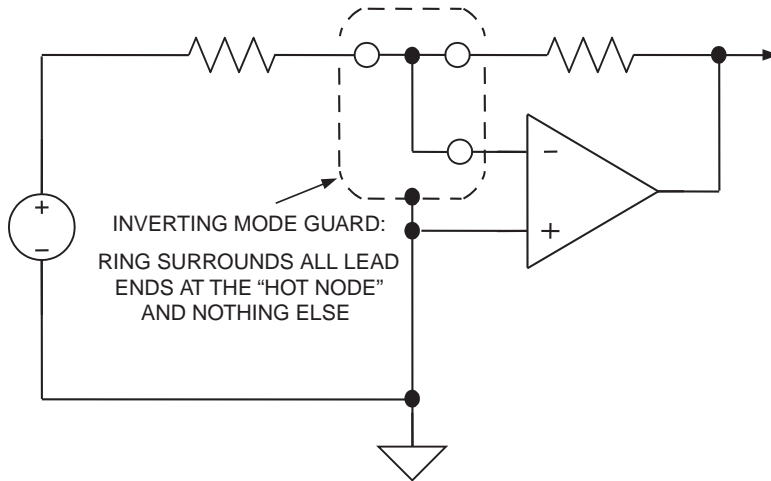 +
−
−
+
INVERTING MODE GUARD:
RING SURROUNDS ALL LEAD
ENDS AT THE “HOT NODE”
AND NOTHING ELSE